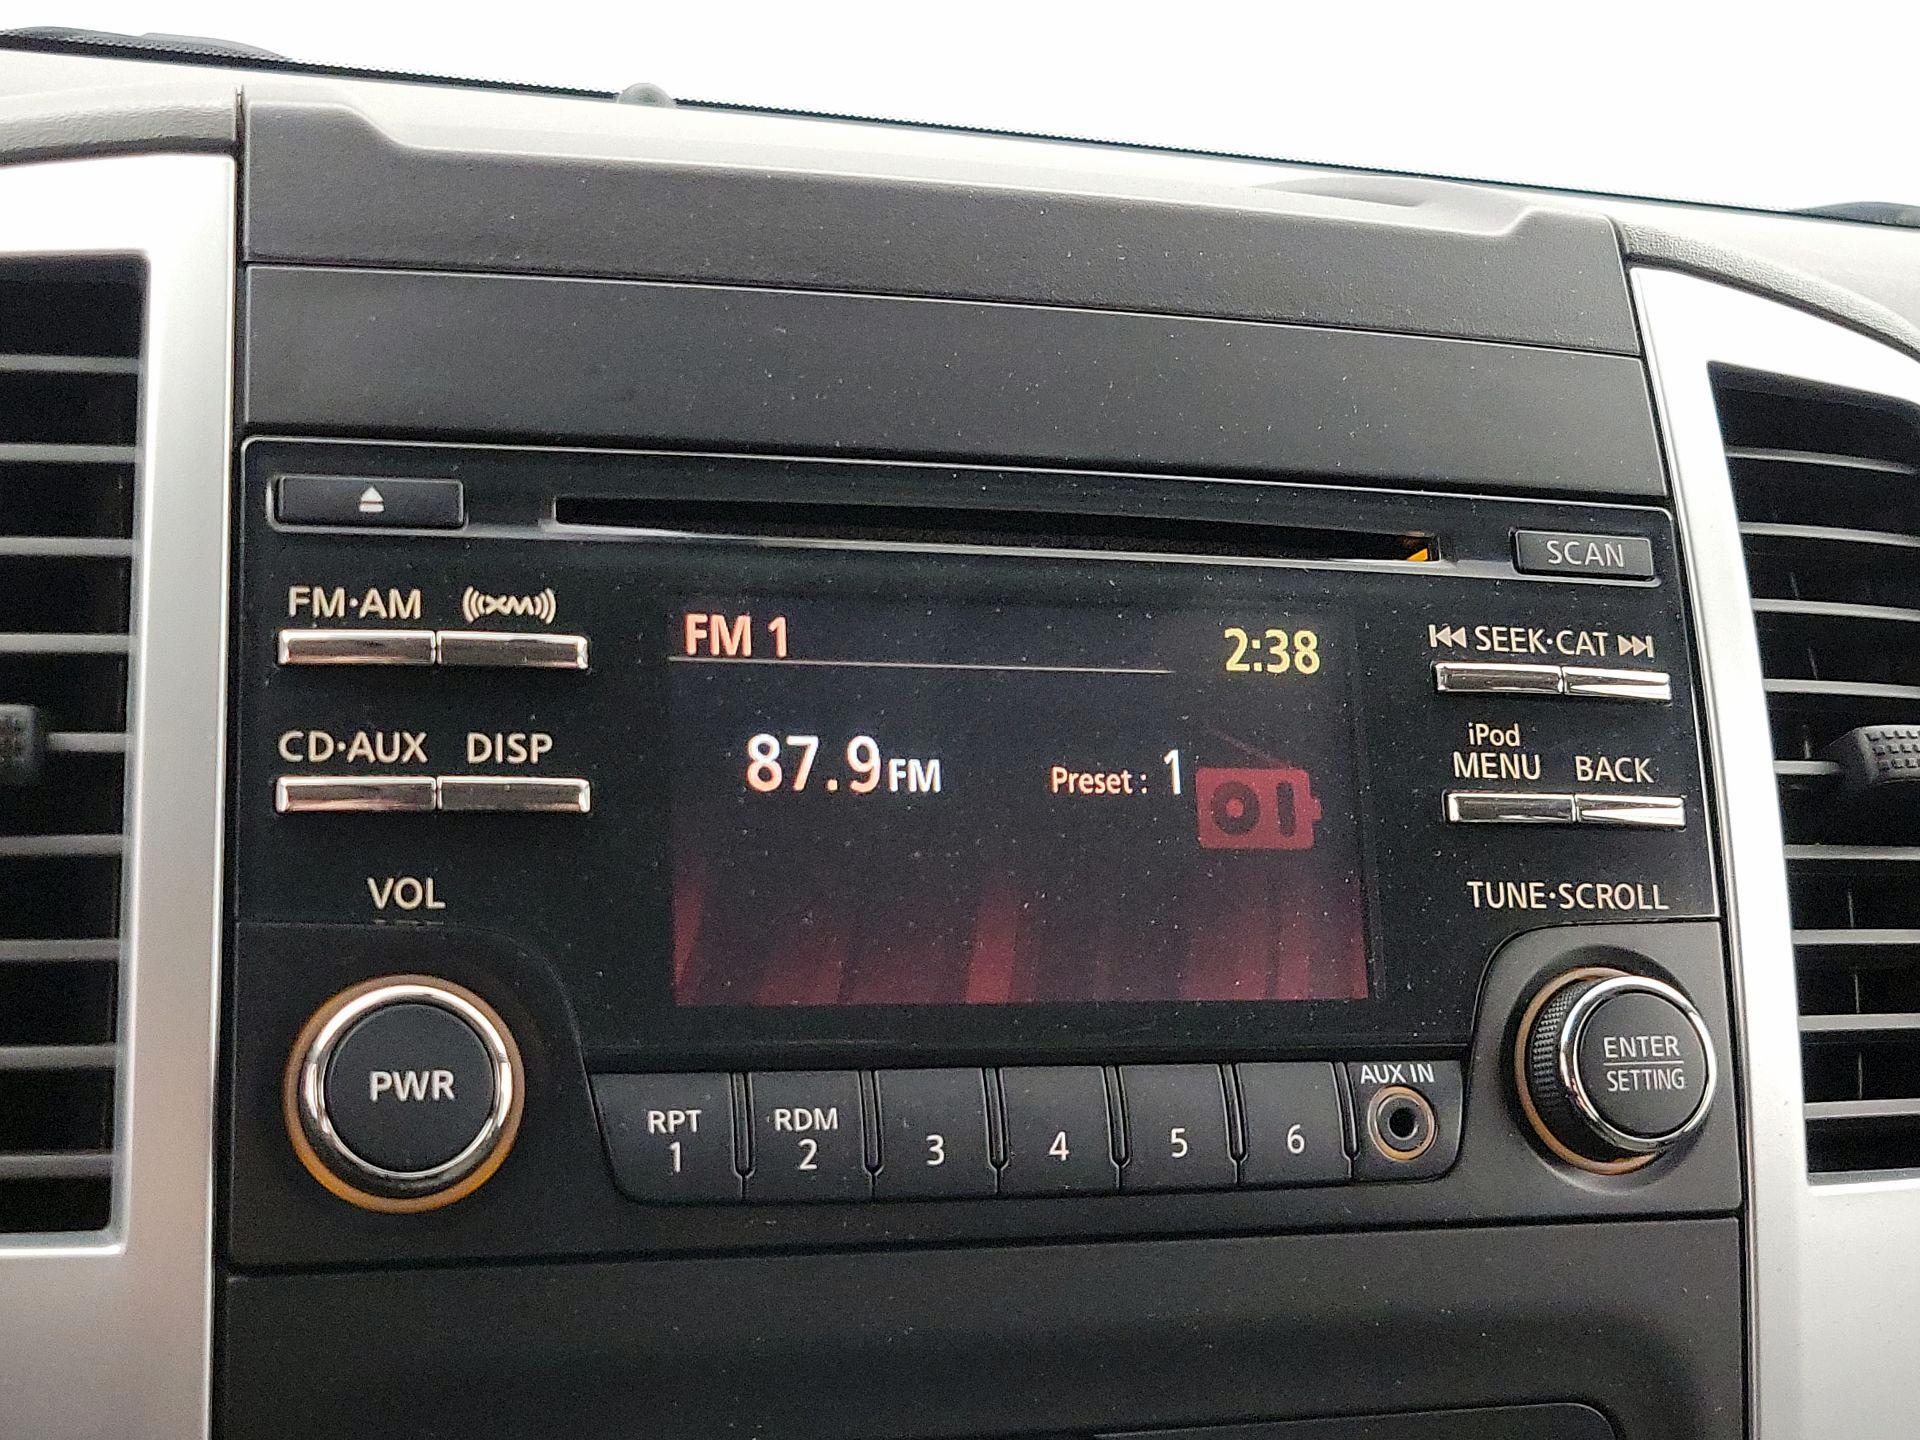 SCAN
FM·AM
XM
FM 1
2:38
SEEK·CAT
87.9FM
Preset : 1
CD·AUX
DISP
iPod
MENU
BACK
VOL
TUNE·SCROLL
PWR
ENTER
SETTING
AUX IN
RPT
1
RDM
2
3
4
5
6